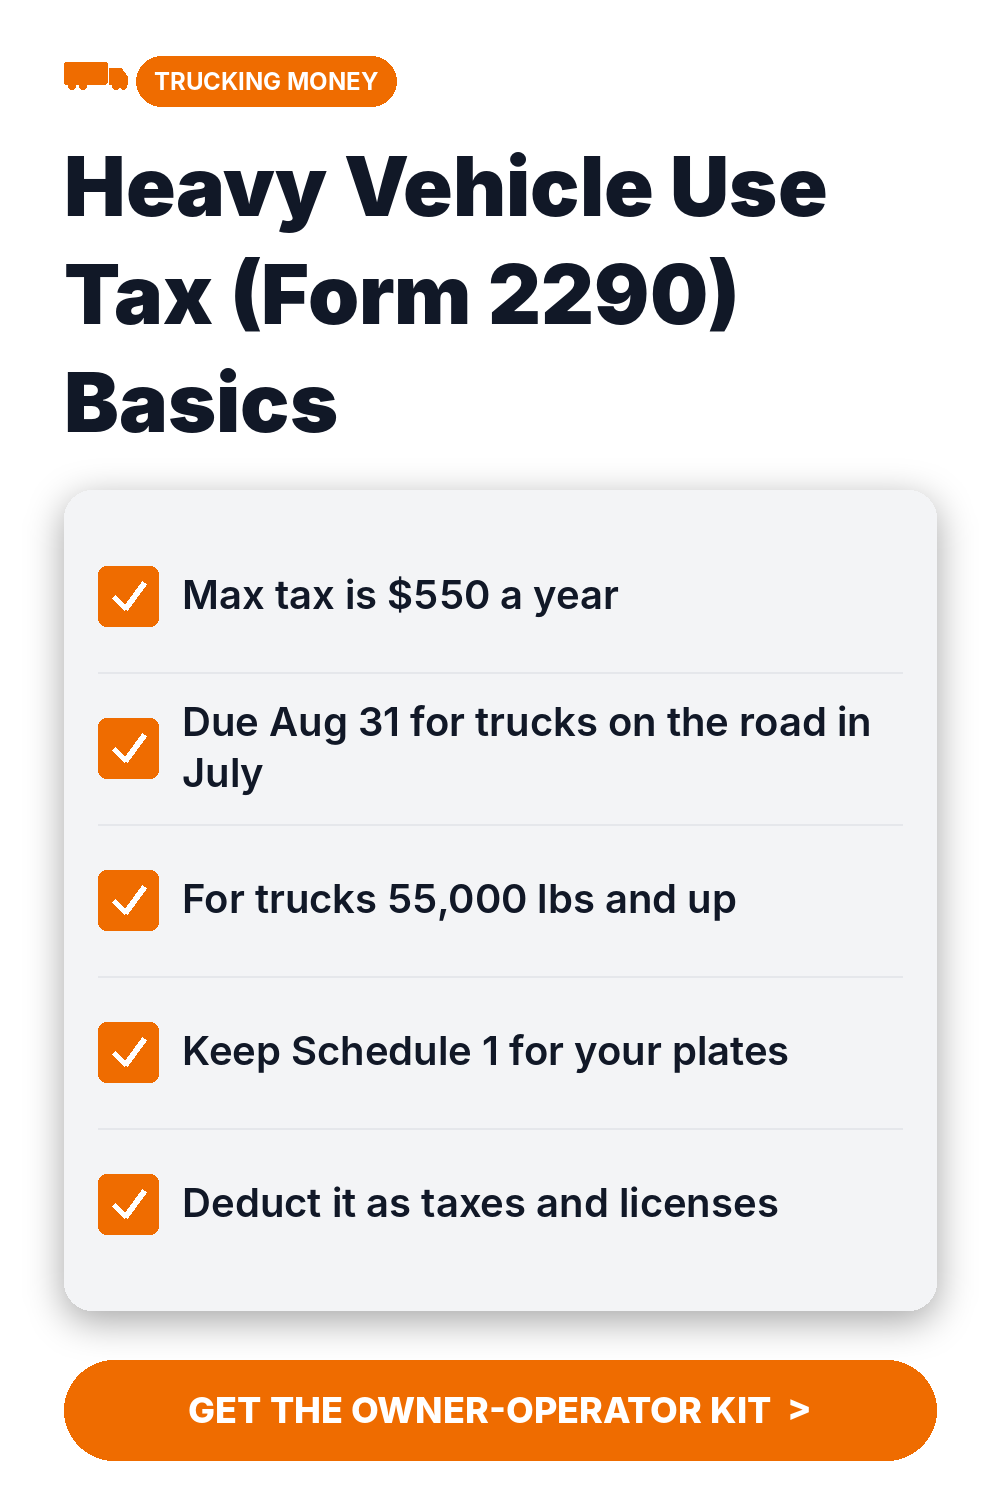 TRUCKING MONEY
Heavy Vehicle Use
Tax (Form 2290)
Basics
Max tax is $550 a year
Due Aug 31 for trucks on the road in
July
For trucks 55,000 lbs and up
Keep Schedule 1 for your plates
Deduct it as taxes and licenses
GET THE OWNER-OPERATOR KIT >